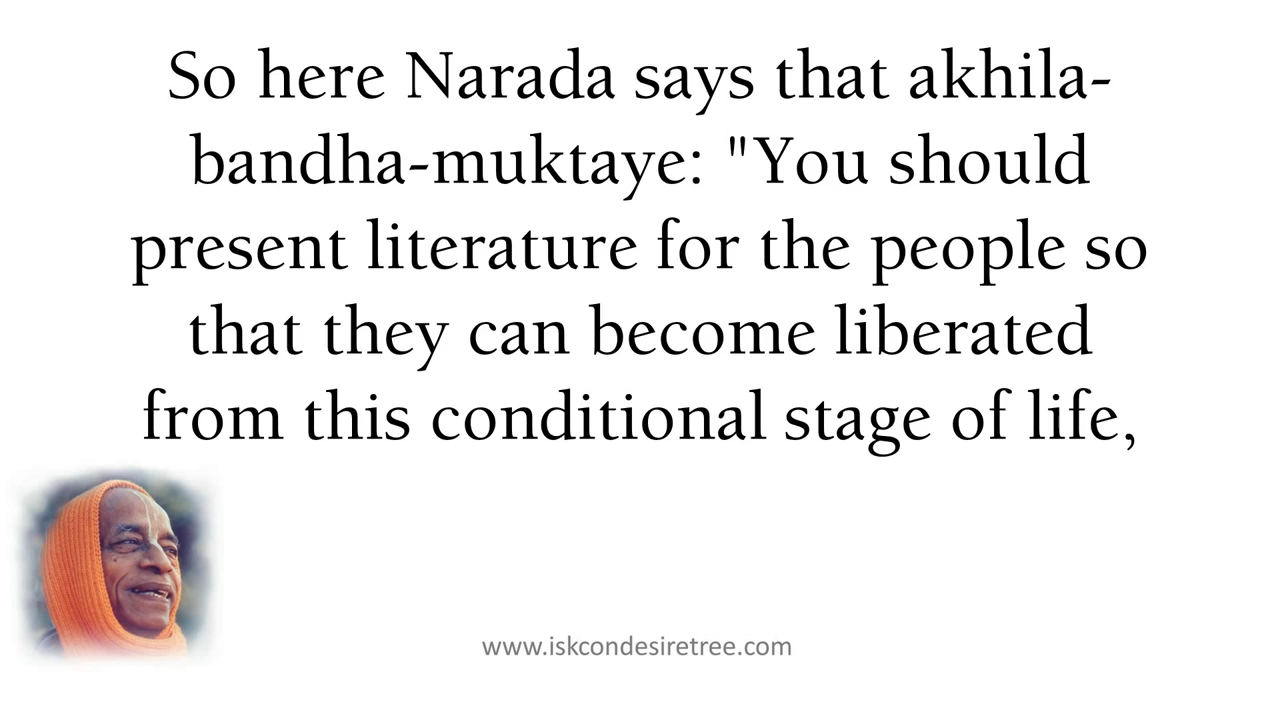 So here Narada says that akhila-
bandha-muktaye: "You should
present literature for the people so
that they can become liberated
from this conditional stage of life,
www.iskcondesiretree.com